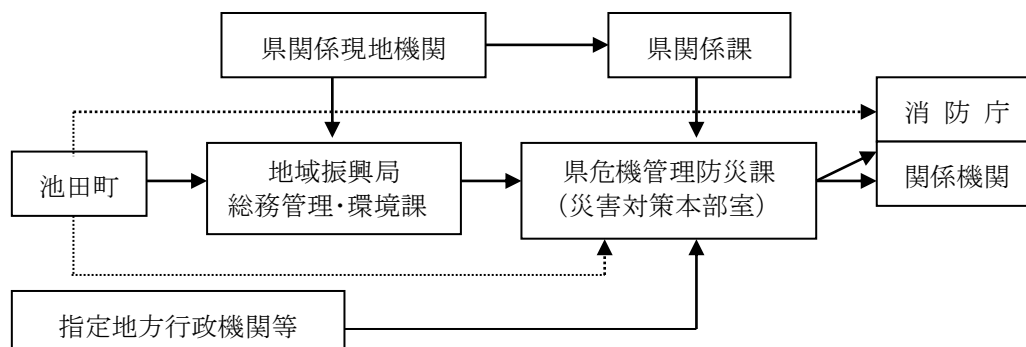 県関係現地機関
県関係課
消 防 庁
関係機関
池田町
地域振興局
総務管理・環境課
県危機管理防災課
（災害対策本部室）
指定地方行政機関等